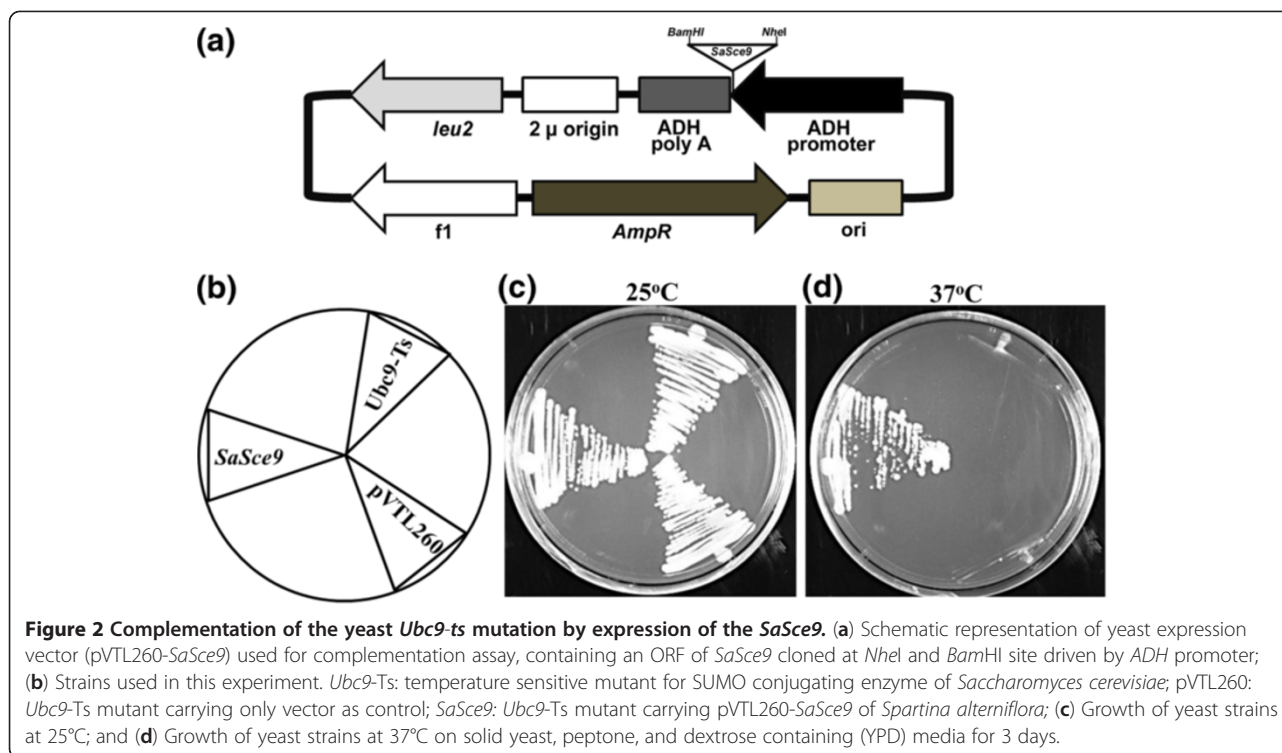 (a)
BamHI NheI
SaSce9
leu2 2 µ origin ADH poly A ADH promoter
f1 AmpR ori
(b)
Ubc9-Ts
SaSce9
pVTL260
(c)
25°C
(d)
37°C
Figure 2 Complementation of the yeast Ubc9-ts mutation by expression of the SaSce9. (a) Schematic representation of yeast expression
vector (pVTL260-SaSce9) used for complementation assay, containing an ORF of SaSce9 cloned at NheI and BamHI site driven by ADH promoter;
(b) Strains used in this experiment. Ubc9-Ts: temperature sensitive mutant for SUMO conjugating enzyme of Saccharomyces cerevisiae; pVTL260:
Ubc9-Ts mutant carrying only vector as control; SaSce9: Ubc9-Ts mutant carrying pVTL260-SaSce9 of Spartina alterniflora; (c) Growth of yeast strains
at 25°C; and (d) Growth of yeast strains at 37°C on solid yeast, peptone, and dextrose containing (YPD) media for 3 days.